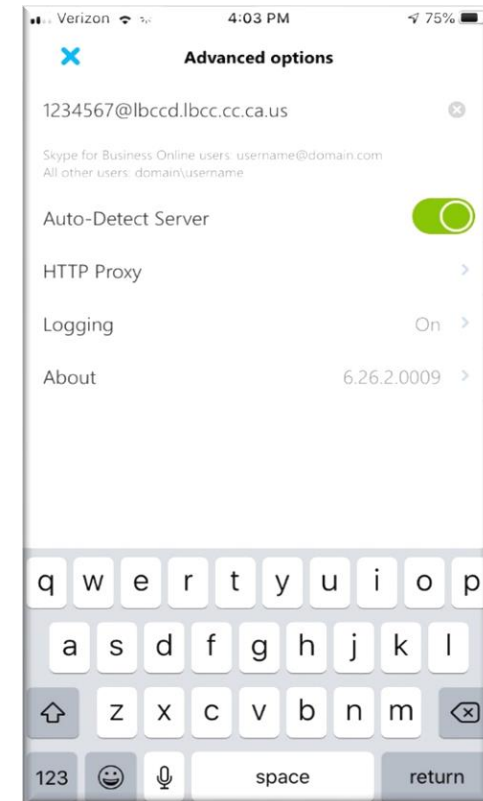 Verizon 4:03 PM 75%
Advanced options
1234567@lbccd.lbcc.cc.ca.us
Skype for Business Online users: username@domain.com
All other users: domain\username
Auto-Detect Server
HTTP Proxy
Logging On
About 6.26.2.0009
q w e r t y u i o p
a s d f g h j k l
z x c v b n m
123 space return